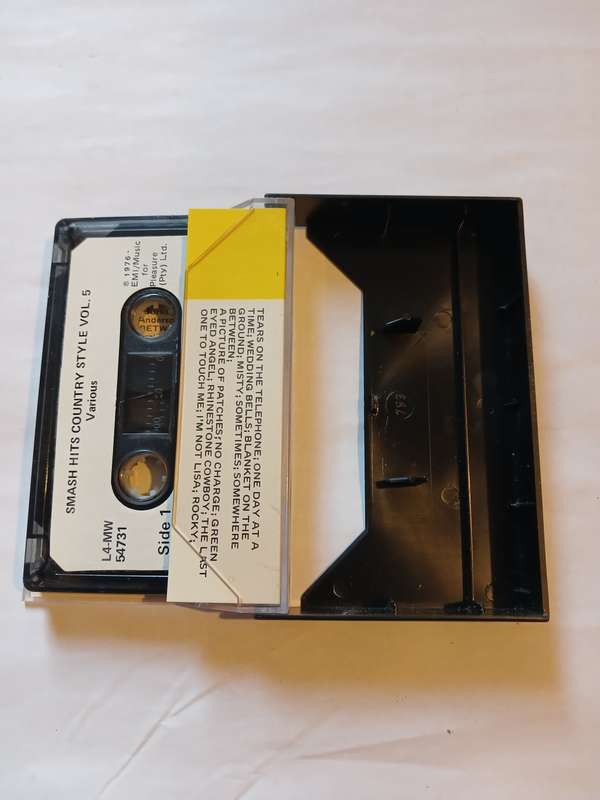 SMASH HITS COUNTRY STYLE VOL. 5
Various
℗ 1976 -
EMI/Music
for
Pleasure
(Pty) Ltd.
L4-MW
54731
Side 1
TEARS ON THE TELEPHONE; ONE DAY AT A
TIME; WEDDING BELLS; BLANKET ON THE
GROUND; MISTY; SOMETIMES; SOMEWHERE
BETWEEN;
A PICTURE OF PATCHES; NO CHARGE; GREEN
EYED ANGEL; RHINESTONE COWBOY; THE LAST
ONE TO TOUCH ME; I'M NOT LISA; ROCKY;